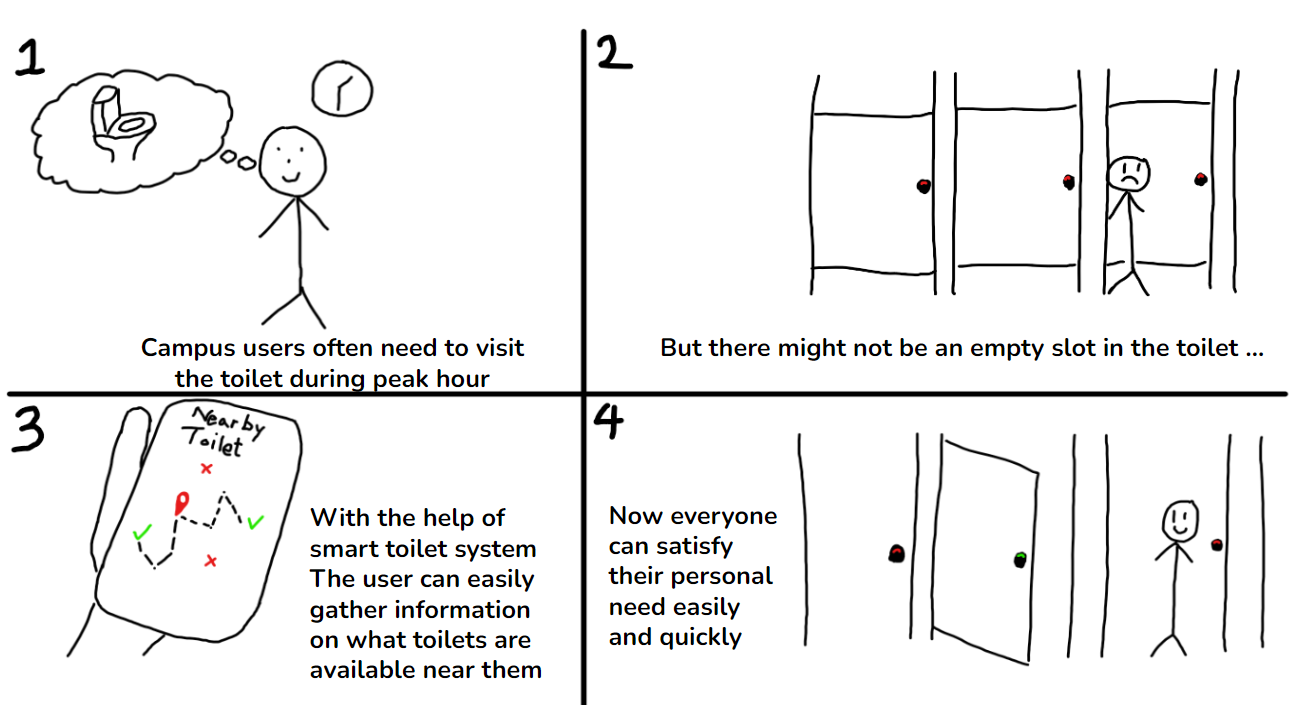 1
Campus users often need to visit
the toilet during peak hour
2
But there might not be an empty slot in the toilet ...
3
Nearby
Toilet
With the help of
smart toilet system
The user can easily
gather information
on what toilets are
available near them
4
Now everyone
can satisfy
their personal
need easily
and quickly